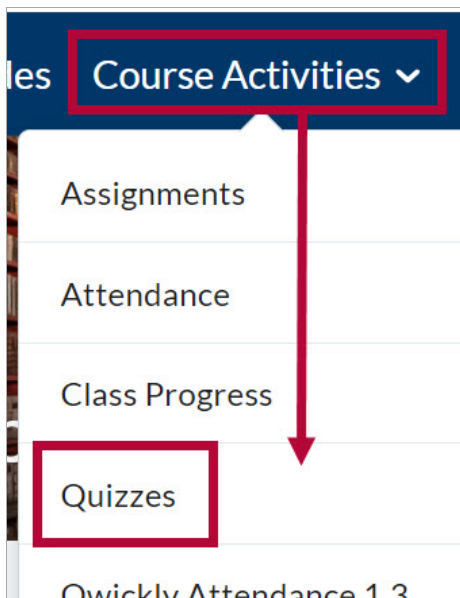 les Course Activities
Assignments
Attendance
Class Progress
Quizzes
Qwickly Attendance 1.3